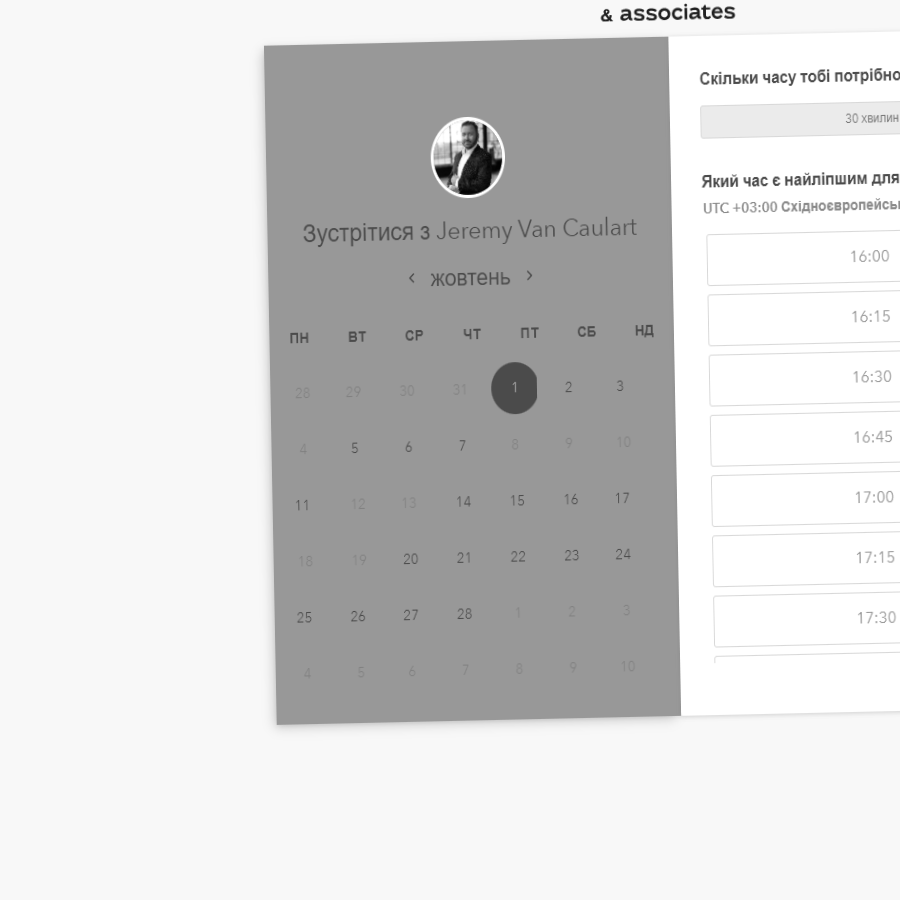 & associates
Зустрітися з Jeremy Van Caulart
‹ жовтень ›
ПН ВТ СР ЧТ ПТ СБ НД
28 29 30 31 1 2 3
4 5 6 7 8 9 10
11 12 13 14 15 16 17
18 19 20 21 22 23 24
25 26 27 28 1 2 3
4 5 6 7 8 9 10
Скільки часу тобі потрібно
30 хвилин
Який час є найліпшим для
UTC +03:00 Східноєвропейсь
16:00
16:15
16:30
16:45
17:00
17:15
17:30